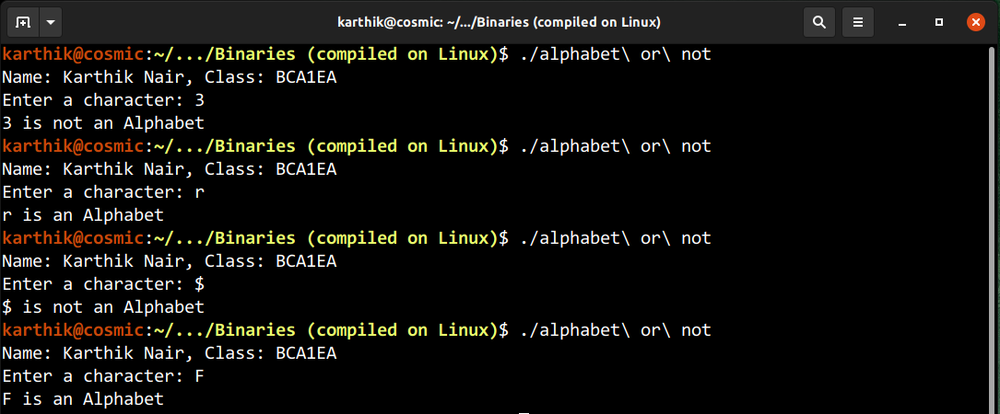 karthik@cosmic: ~/.../Binaries (compiled on Linux)
karthik@cosmic:~/.../Binaries (compiled on Linux)$ ./alphabet\ or\ not
Name: Karthik Nair, Class: BCA1EA
Enter a character: 3
3 is not an Alphabet
karthik@cosmic:~/.../Binaries (compiled on Linux)$ ./alphabet\ or\ not
Name: Karthik Nair, Class: BCA1EA
Enter a character: r
r is an Alphabet
karthik@cosmic:~/.../Binaries (compiled on Linux)$ ./alphabet\ or\ not
Name: Karthik Nair, Class: BCA1EA
Enter a character: $
$ is not an Alphabet
karthik@cosmic:~/.../Binaries (compiled on Linux)$ ./alphabet\ or\ not
Name: Karthik Nair, Class: BCA1EA
Enter a character: F
F is an Alphabet